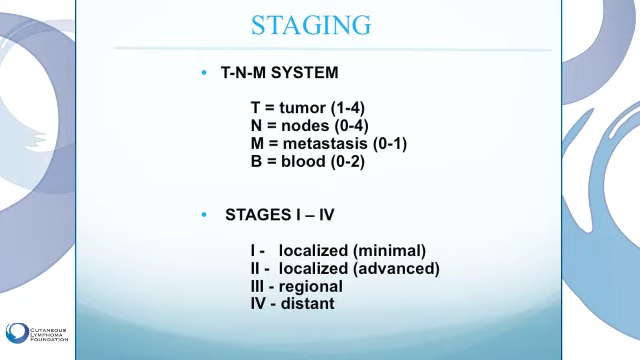 STAGING
• T-N-M SYSTEM
T = tumor (1-4)
N = nodes (0-4)
M = metastasis (0-1)
B = blood (0-2)
• STAGES I – IV
I - localized (minimal)
II - localized (advanced)
III - regional
IV - distant
CUTANEOUS
LYMPHOMA
FOUNDATION